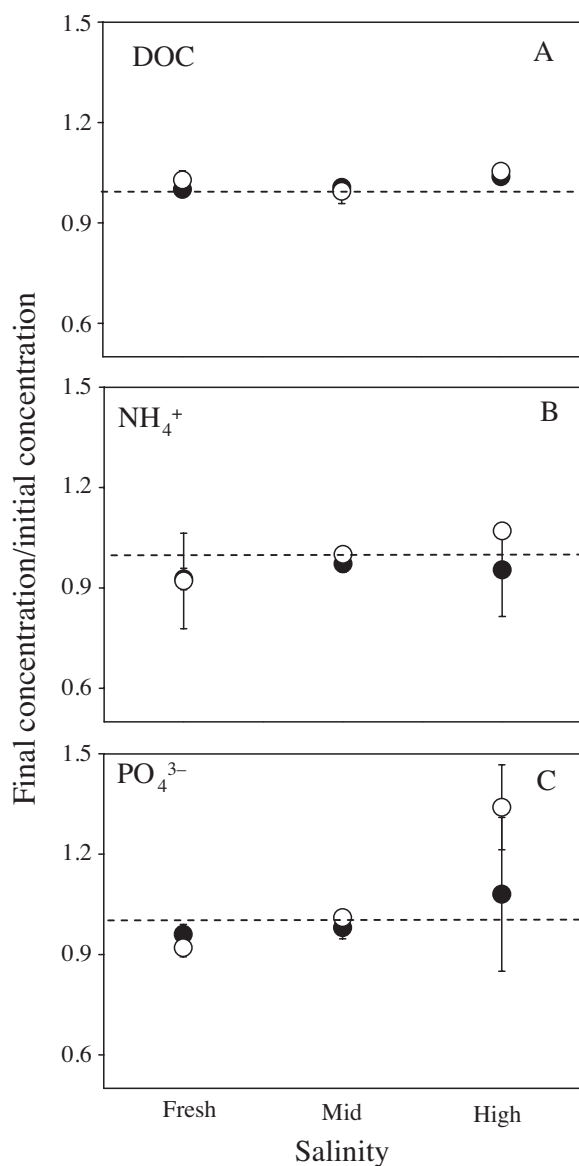 Final concentration/initial concentration
1.5
DOC
A
1.2
0.9
0.6
1.5
NH₄⁺
B
1.2
0.9
0.6
1.5
PO₄³⁻
C
1.2
0.9
0.6
Fresh Mid High
Salinity